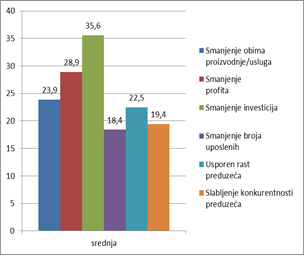 40
35
30
25
20
15
10
5
0
23,9
28,9
35,6
18,4
22,5
19,4
srednja
Smanjenje obima
proizvodnje/usluga
Smanjenje
profita
Smanjenje investicija
Smanjenje broja
uposlenih
Usporen rast
preduzeća
Slabljenje konkurentnosti
preduzeća